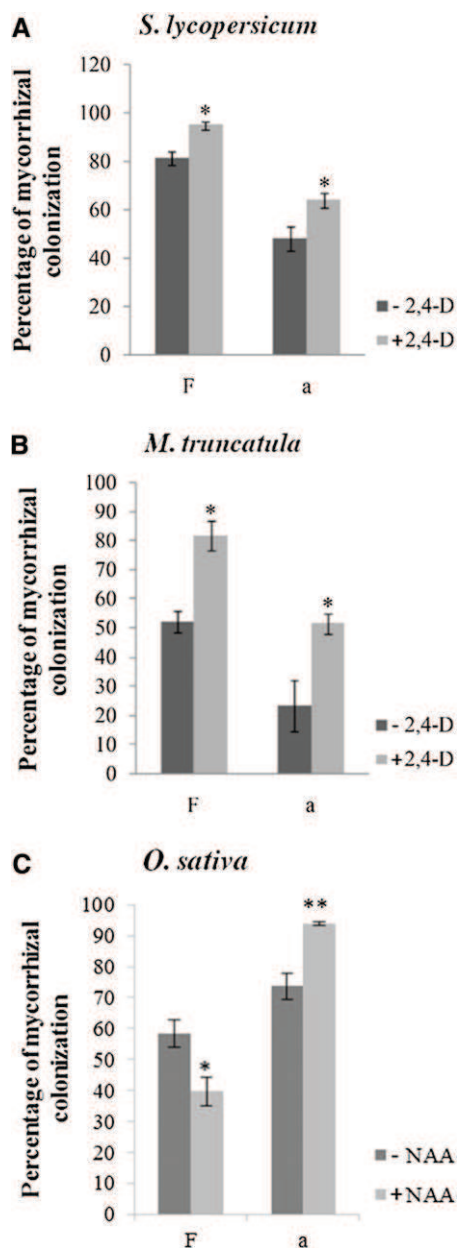 A
S. lycopersicum
Percentage of mycorrhizal
colonization
120
100
80
60
40
20
0
*
*
F
a
- 2,4-D
+2,4-D
B
M. truncatula
Percentage of mycorrhizal
colonization
100
90
80
70
60
50
40
30
20
10
0
*
*
F
a
- 2,4-D
+2,4-D
C
O. sativa
Percentage of mycorrhizal
colonization
100
90
80
70
60
50
40
30
20
10
0
*
**
F
a
- NAA
+NAA